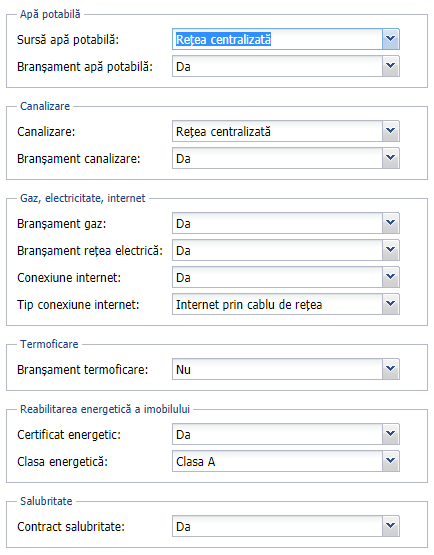 Apă potabilă
Sursă apă potabilă: Rețea centralizată
Branșament apă potabilă: Da
Canalizare
Canalizare: Rețea centralizată
Branșament canalizare: Da
Gaz, electricitate, internet
Branșament gaz: Da
Branșament rețea electrică: Da
Conexiune internet: Da
Tip conexiune internet: Internet prin cablu de rețea
Termoficare
Branșament termoficare: Nu
Reabilitarea energetică a imobilului
Certificat energetic: Da
Clasa energetică: Clasa A
Salubritate
Contract salubritate: Da